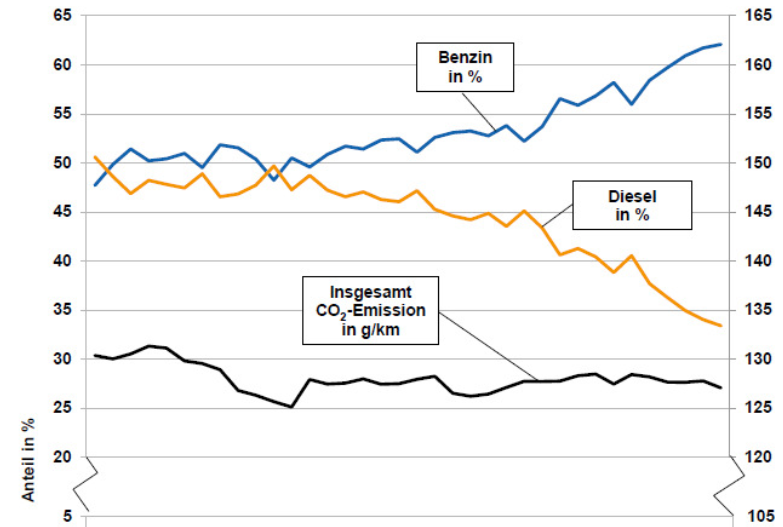 65
60
55
50
45
40
35
30
25
20
5
Anteil in %
Benzin
in %
Diesel
in %
Insgesamt
CO₂-Emission
in g/km
165
160
155
150
145
140
135
130
125
120
105